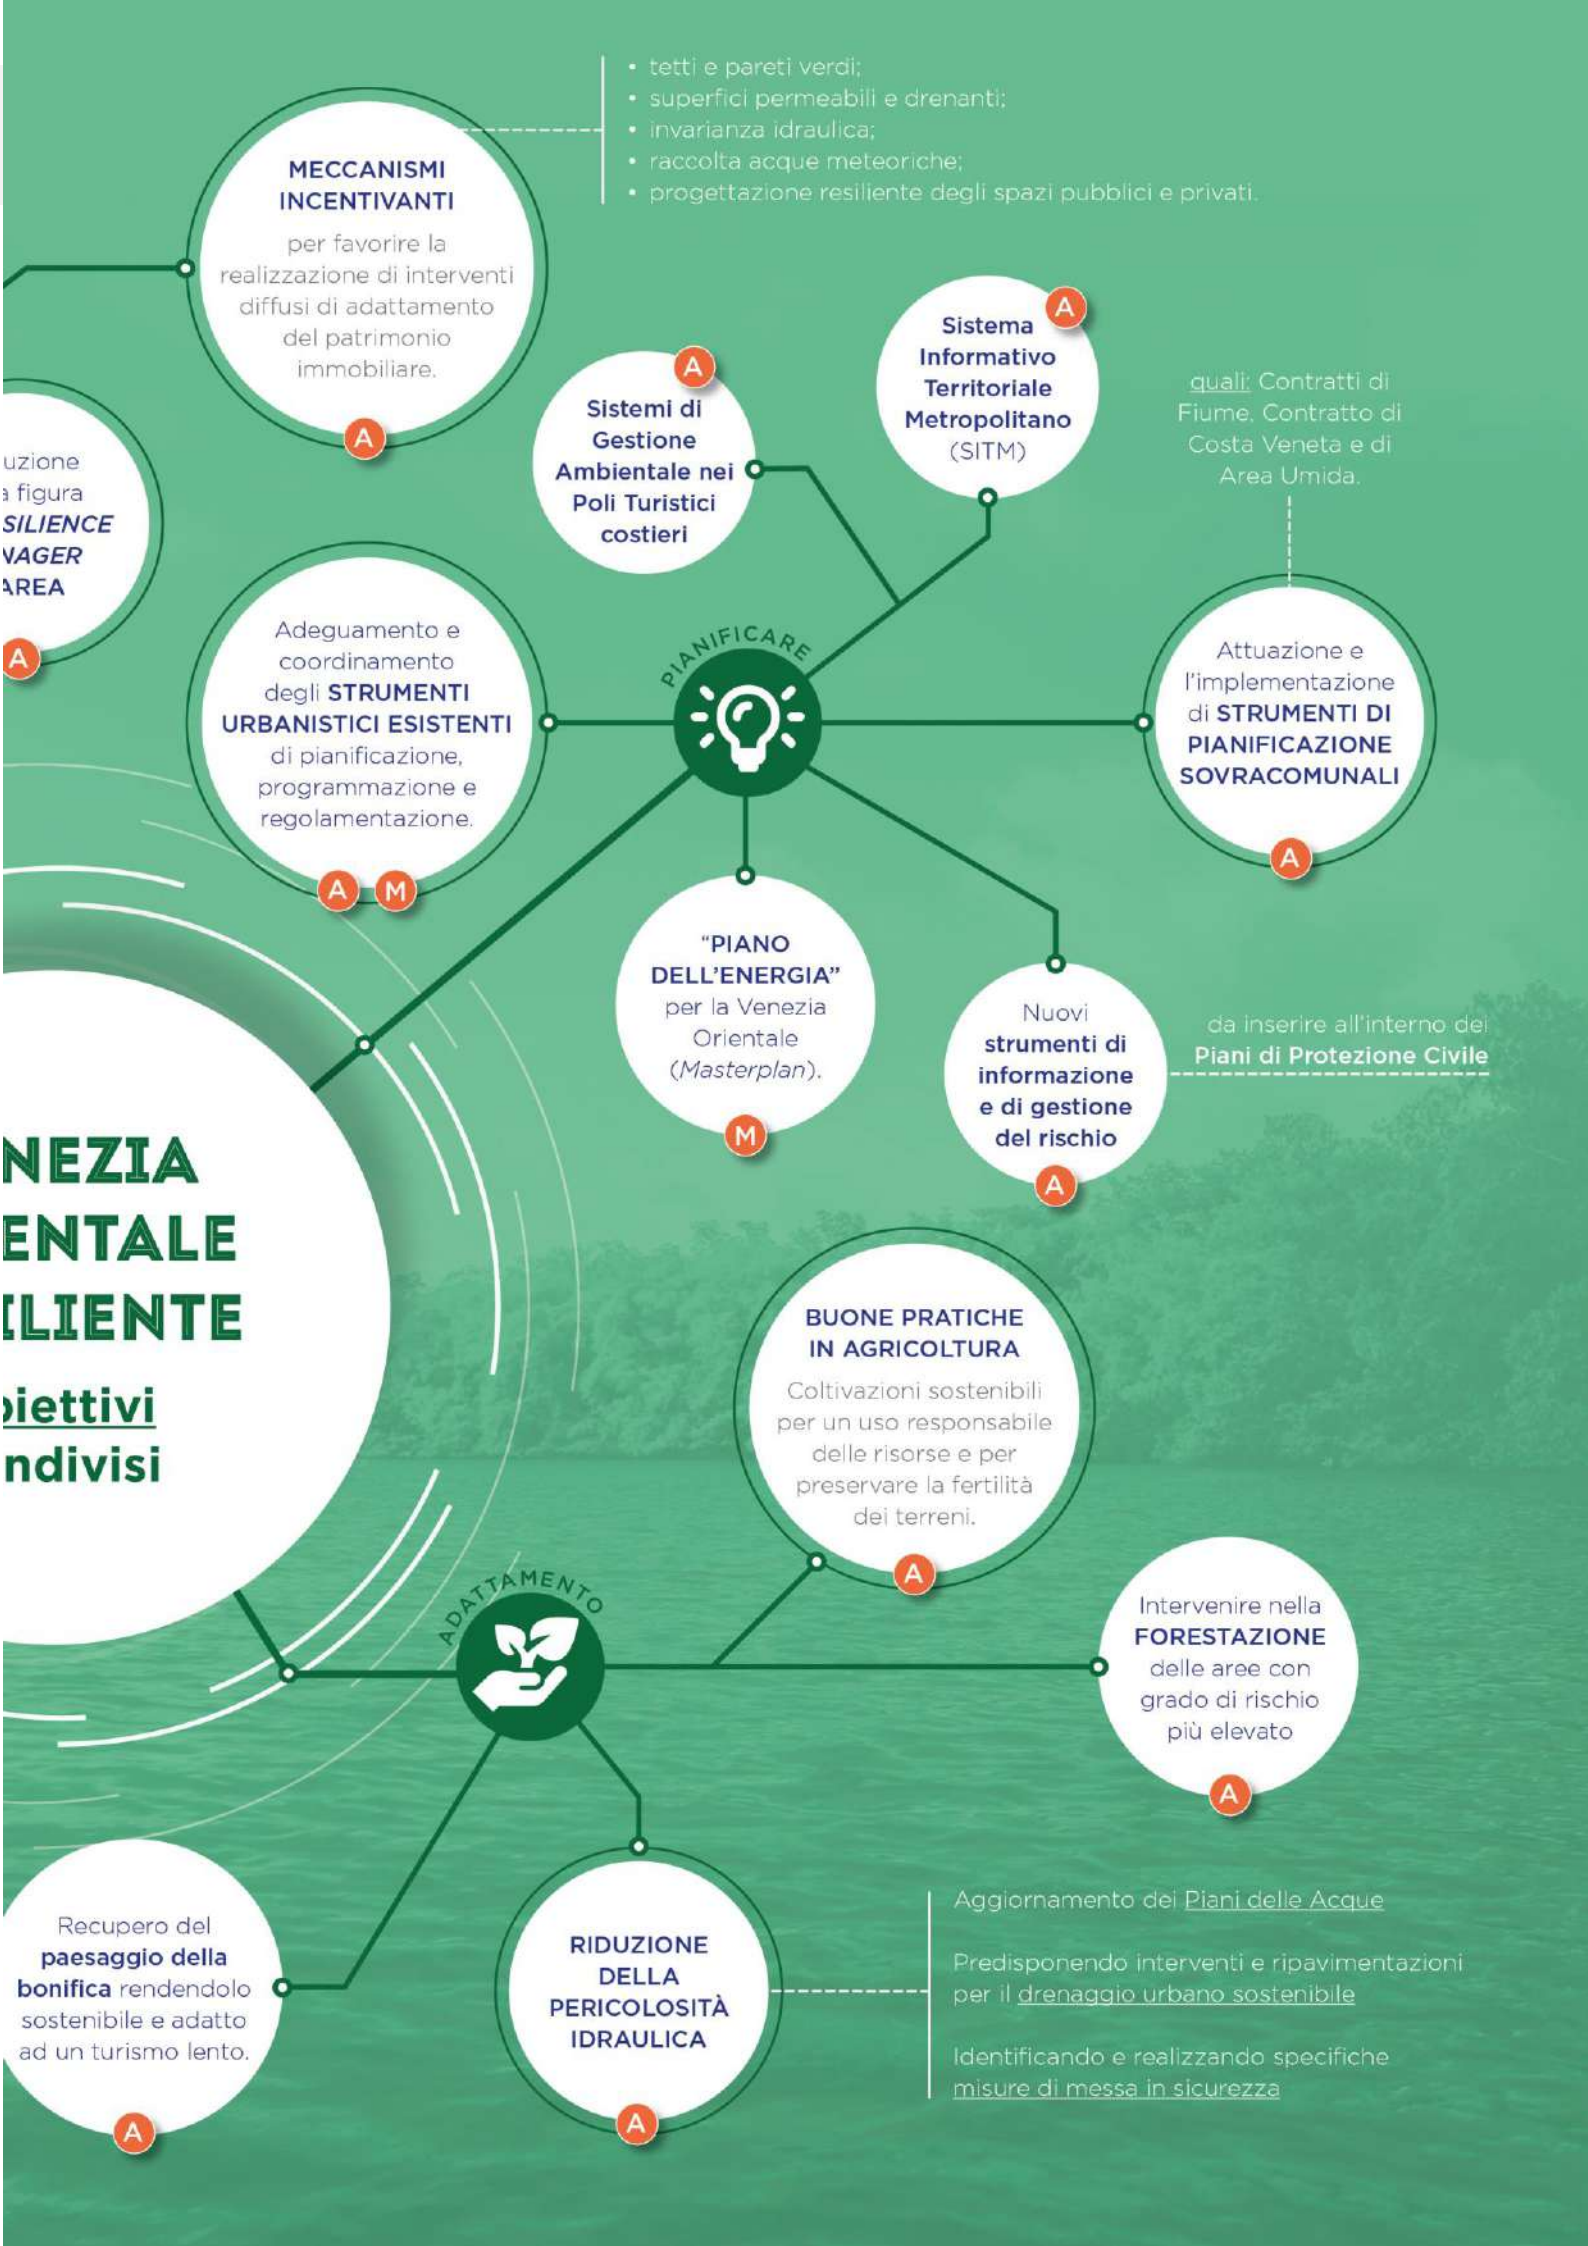 • tetti e pareti verdi;
• superfici permeabili e drenanti;
• invarianza idraulica;
• raccolta acque meteoriche;
• progettazione resiliente degli spazi pubblici e privati.
MECCANISMI
INCENTIVANTI
per favorire la
realizzazione di interventi
diffusi di adattamento
del patrimonio
immobiliare.
A
uzione
a figura
SILIENCE
NAGER
AREA
A
A
Sistemi di
Gestione
Ambientale nei
Poli Turistici
costieri
A
Sistema
Informativo
Territoriale
Metropolitano
(SITM)
quali: Contratti di
Fiume, Contratto di
Costa Veneta e di
Area Umida.
Adeguamento e
coordinamento
degli STRUMENTI
URBANISTICI ESISTENTI
di pianificazione,
programmazione e
regolamentazione.
A M
PIANIFICARE
Attuazione e
l'implementazione
di STRUMENTI DI
PIANIFICAZIONE
SOVRACOMUNALI
A
“PIANO
DELL’ENERGIA”
per la Venezia
Orientale
(Masterplan).
M
Nuovi
strumenti di
informazione
e di gestione
del rischio
A
da inserire all'interno dei
Piani di Protezione Civile
NEZIA
ENTALE
ILIENTE
biettivi
ndivisi
BUONE PRATICHE
IN AGRICOLTURA
Coltivazioni sostenibili
per un uso responsabile
delle risorse e per
preservare la fertilità
dei terreni.
A
ADATTAMENTO
Intervenire nella
FORESTAZIONE
delle aree con
grado di rischio
più elevato
A
Recupero del
paesaggio della
bonifica rendendolo
sostenibile e adatto
ad un turismo lento.
A
RIDUZIONE
DELLA
PERICOLOSITÀ
IDRAULICA
A
Aggiornamento dei Piani delle Acque
Predisponendo interventi e ripavimentazioni
per il drenaggio urbano sostenibile
Identificando e realizzando specifiche
misure di messa in sicurezza